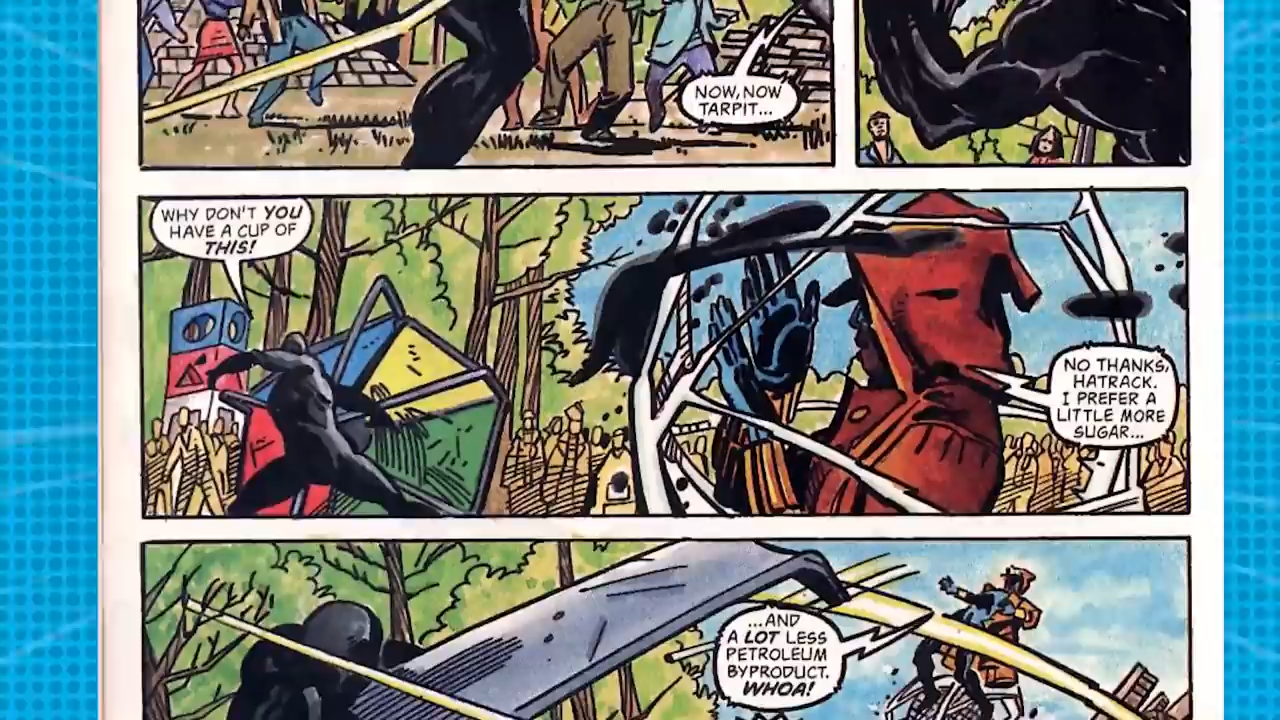 NOW, NOW
TARPIT...
WHY DON'T YOU
HAVE A CUP OF
THIS!
NO THANKS,
HATRACK.
I PREFER A
LITTLE MORE
SUGAR...
...AND
A LOT LESS
PETROLEUM
BYPRODUCT.
WHOA!